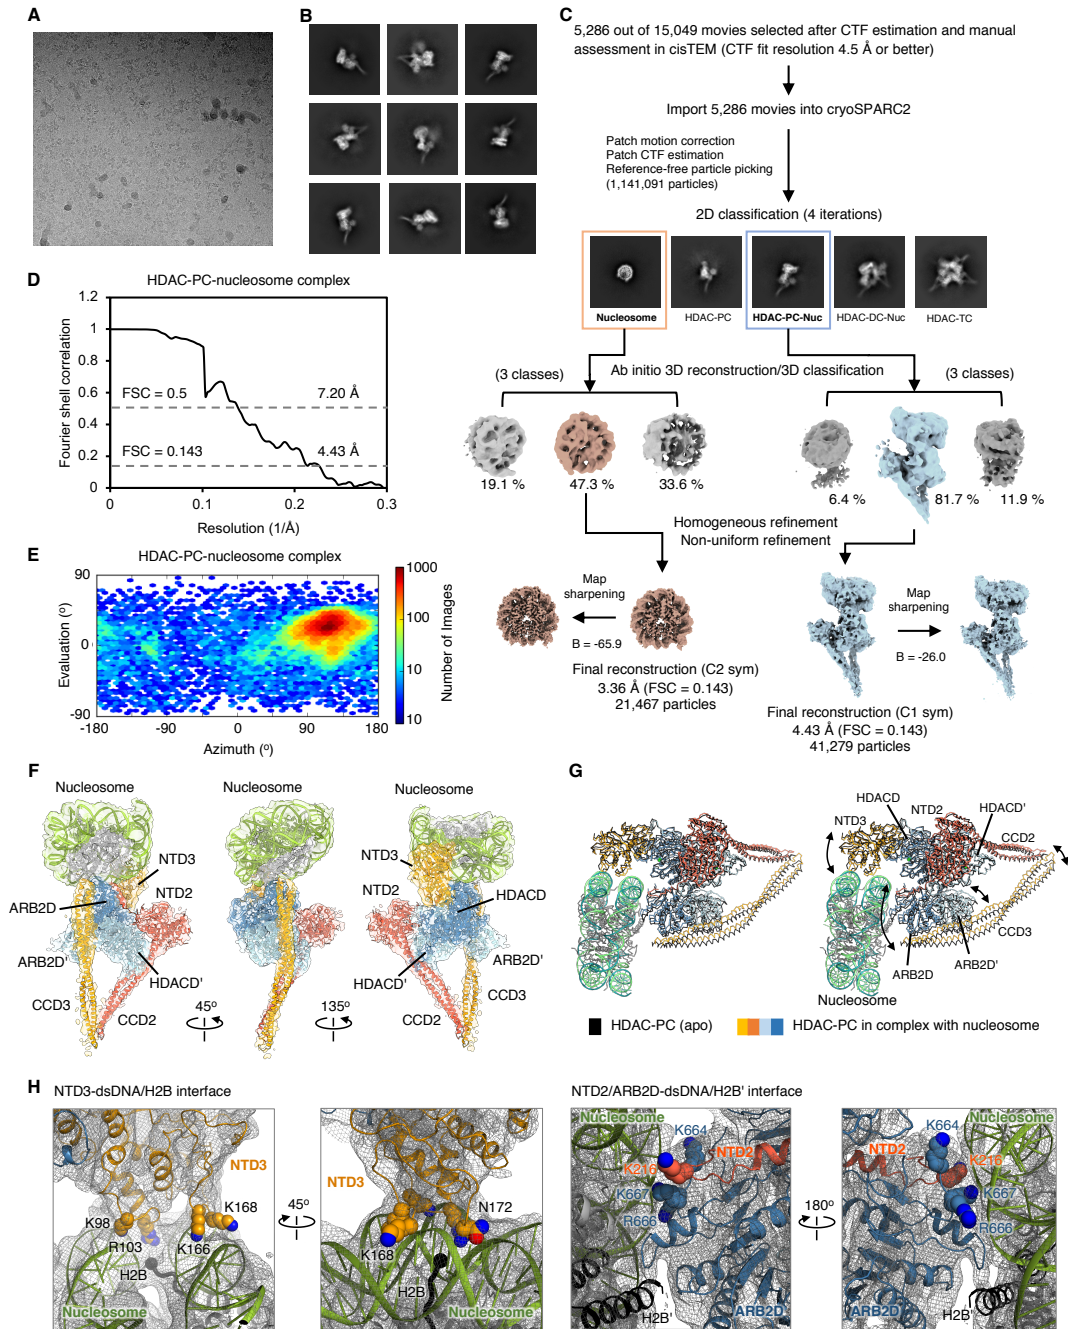 A
B
C
5,286 out of 15,049 movies selected after CTF estimation and manual
assessment in cisTEM (CTF fit resolution 4.5 Å or better)
Import 5,286 movies into cryoSPARC2
Patch motion correction
Patch CTF estimation
Reference-free particle picking
(1,141,091 particles)
2D classification (4 iterations)
Nucleosome
HDAC-PC
HDAC-PC-Nuc
HDAC-DC-Nuc
HDAC-TC
Ab initio 3D reconstruction/3D classification
(3 classes)
(3 classes)
19.1 %
47.3 %
33.6 %
6.4 %
81.7 %
11.9 %
Homogeneous refinement
Non-uniform refinement
Map
sharpening
B = -65.9
Map
sharpening
B = -26.0
Final reconstruction (C2 sym)
3.36 Å (FSC = 0.143)
21,467 particles
Final reconstruction (C1 sym)
4.43 Å (FSC = 0.143)
41,279 particles
D
HDAC-PC-nucleosome complex
Fourier shell correlation
1.2
1
0.8
0.6
0.4
0.2
0
FSC = 0.5
7.20 Å
FSC = 0.143
4.43 Å
0
0.1
0.2
0.3
Resolution (1/Å)
E
HDAC-PC-nucleosome complex
Evaluation (º)
90
0
-90
-180
-90
0
90
180
Azimuth (º)
1000
100
10
10
Number of Images
F
Nucleosome
Nucleosome
Nucleosome
NTD3
NTD2
ARB2D
ARB2D'
HDACD'
CCD3
CCD2
45º
135º
NTD3
NTD2
HDACD
HDACD'
ARB2D'
CCD3
CCD2
G
HDACD
NTD3
NTD2
HDACD'
CCD2
CCD3
ARB2D
ARB2D'
Nucleosome
HDAC-PC (apo)
HDAC-PC in complex with nucleosome
H
NTD3-dsDNA/H2B interface
NTD3
K98
K168
R103
K166
H2B
Nucleosome
45º
NTD3
N172
K168
H2B
Nucleosome
NTD2/ARB2D-dsDNA/H2B' interface
Nucleosome
K664
K216
NTD2
K667
R666
H2B'
ARB2D
180º
Nucleosome
K664
NTD2
K216
K667
R666
ARB2D
H2B'